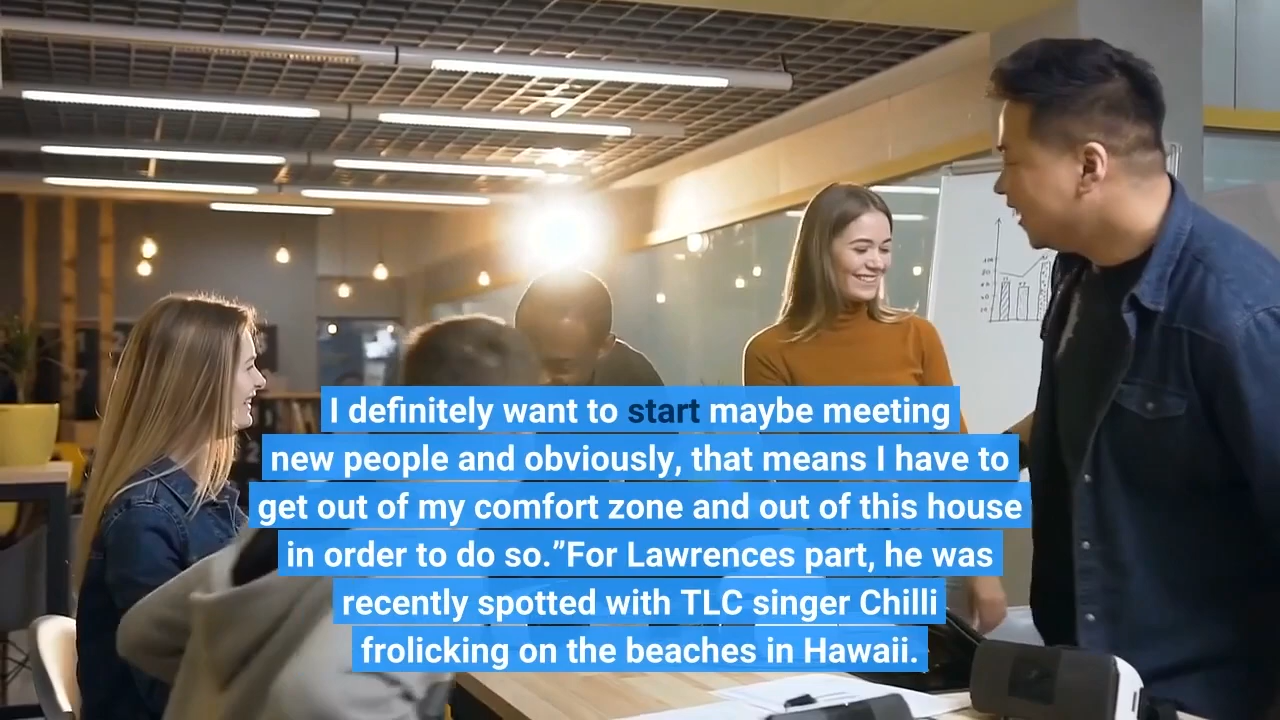 I definitely want to start maybe meeting
new people and obviously, that means I have to
get out of my comfort zone and out of this house
in order to do so.”For Lawrences part, he was
recently spotted with TLC singer Chilli
frolicking on the beaches in Hawaii.